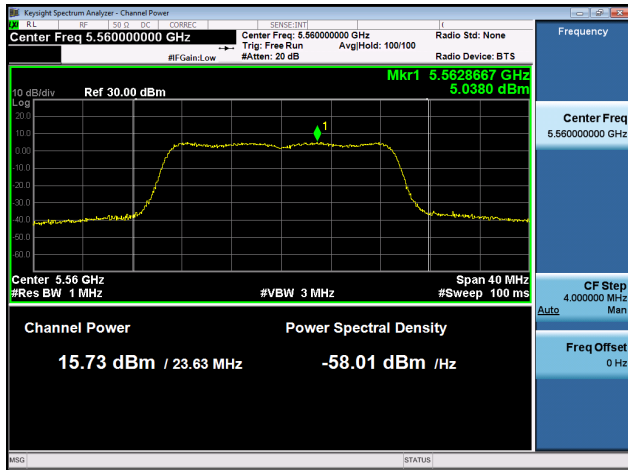 Keysight Spectrum Analyzer - Channel Power
RL RF 50 Ω DC CORREC SENSE:INT
Center Freq 5.560000000 GHz
#IFGain:Low
Center Freq: 5.560000000 GHz
Trig: Free Run Avg|Hold: 100/100
#Atten: 20 dB
Radio Std: None
Radio Device: BTS
Mkr1 5.5628667 GHz
5.0380 dBm
10 dB/div Ref 30.00 dBm
Log
20.0
10.0
0.00
-10.0
-20.0
-30.0
-40.0
-50.0
-60.0
1
Center 5.56 GHz Span 40 MHz
#Res BW 1 MHz #VBW 3 MHz #Sweep 100 ms
Channel Power Power Spectral Density
15.73 dBm / 23.63 MHz -58.01 dBm /Hz
Frequency
Center Freq
5.560000000 GHz
CF Step
4.000000 MHz
Auto Man
Freq Offset
0 Hz
MSG STATUS